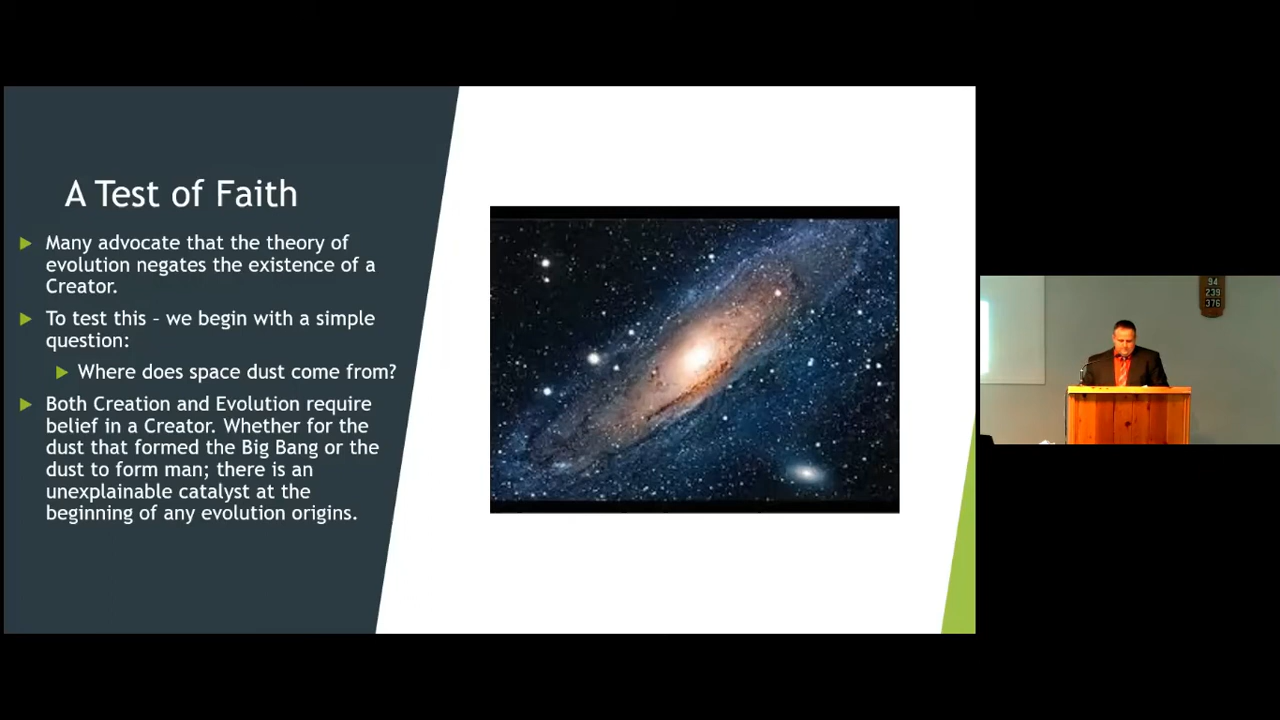 A Test of Faith
Many advocate that the theory of
evolution negates the existence of a
Creator.
To test this – we begin with a simple
question:
Where does space dust come from?
Both Creation and Evolution require
belief in a Creator. Whether for the
dust that formed the Big Bang or the
dust to form man; there is an
unexplainable catalyst at the
beginning of any evolution origins.
94
239
376